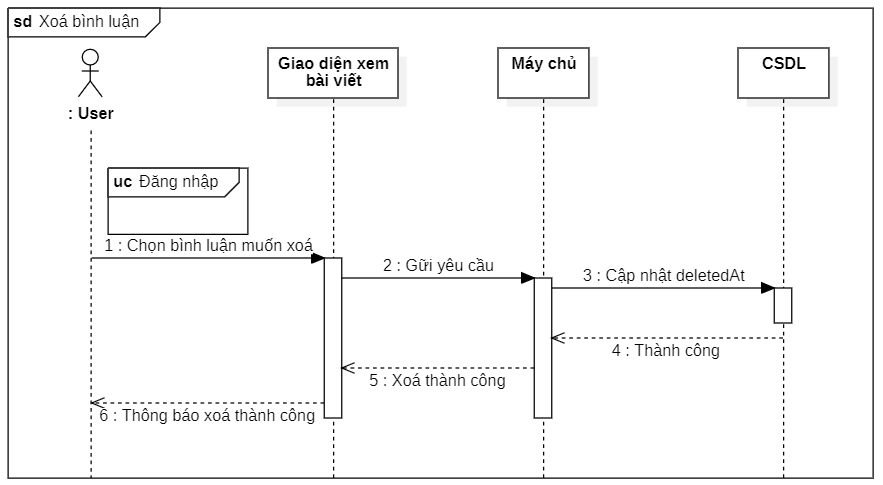 sd Xoá bình luận
Giao diện xem
bài viết
Máy chủ
CSDL
: User
uc Đăng nhập
1 : Chọn bình luận muốn xoá
2 : Gữi yêu cầu
3 : Cập nhật deletedAt
4 : Thành công
5 : Xoá thành công
6 : Thông báo xoá thành công